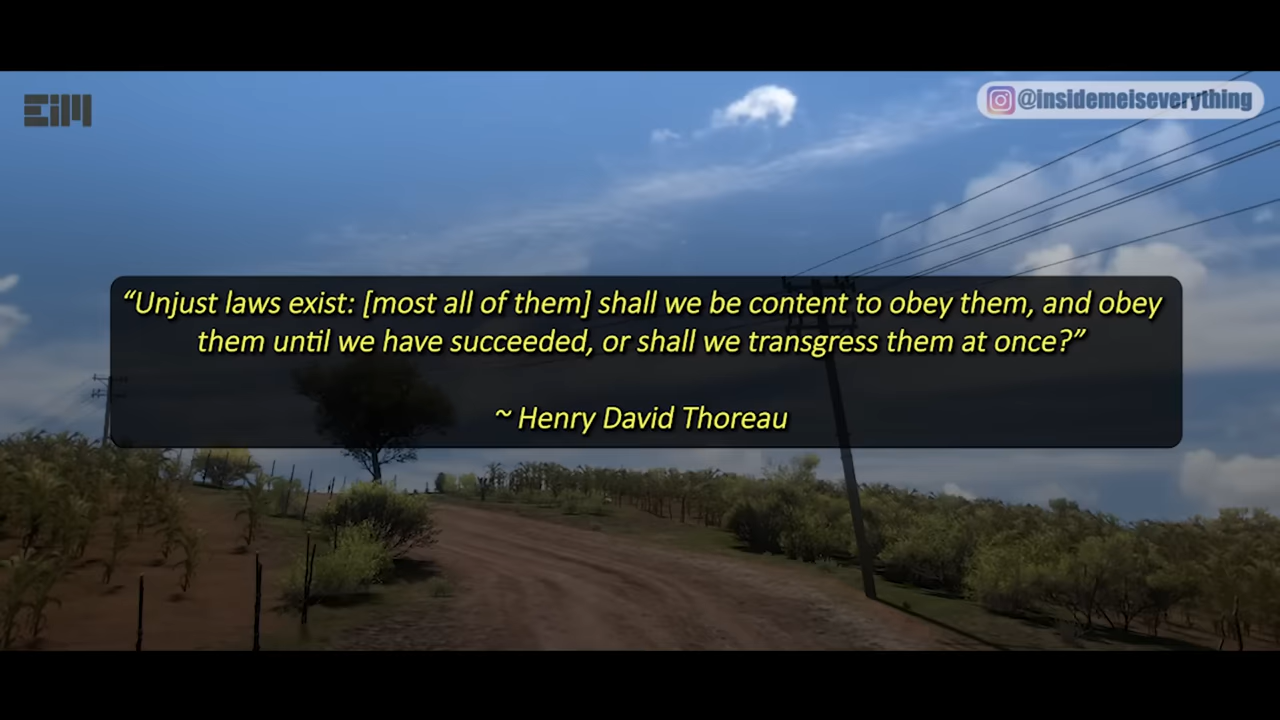 EiM
@insidemeiseverything
“Unjust laws exist: [most all of them] shall we be content to obey them, and obey
them until we have succeeded, or shall we transgress them at once?”
~ Henry David Thoreau